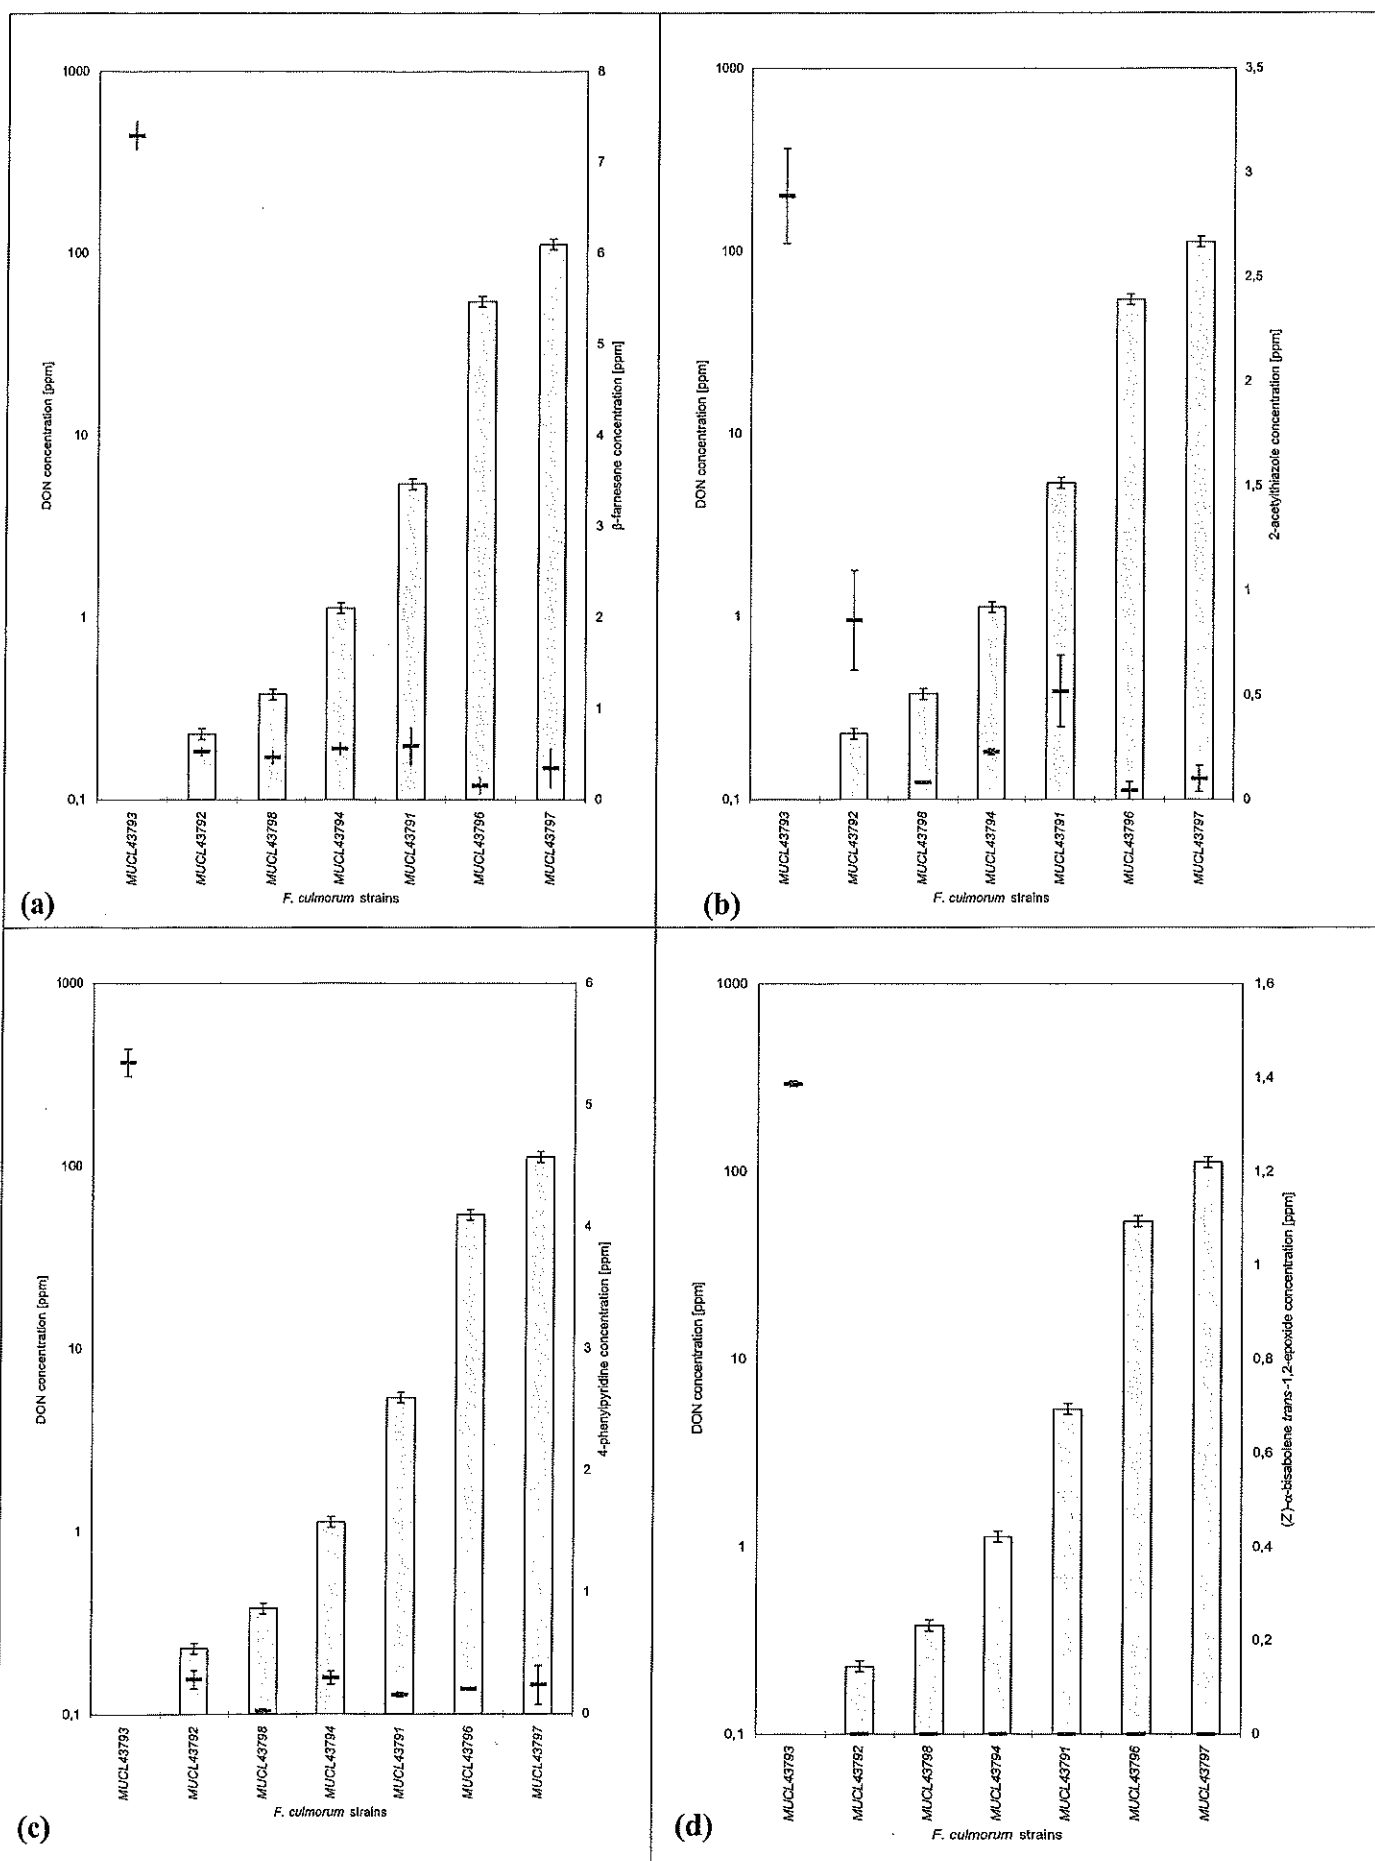 1000
100
10
1
0,1
DON concentration [ppm]
8
7
6
5
4
3
2
1
0
β-farnesene concentration [ppm]
MUCL43793
MUCL43792
MUCL43798
MUCL43794
MUCL43791
MUCL43796
MUCL43797
F. culmorum strains
(a)
1000
100
10
1
0,1
DON concentration [ppm]
3,5
3
2,5
2
1,5
1
0,5
0
2-acetylthiazole concentration [ppm]
MUCL43793
MUCL43792
MUCL43798
MUCL43794
MUCL43791
MUCL43796
MUCL43797
F. culmorum strains
(b)
1000
100
10
1
0,1
DON concentration [ppm]
6
5
4
3
2
1
0
4-phenylpyridine concentration [ppm]
MUCL43793
MUCL43792
MUCL43798
MUCL43794
MUCL43791
MUCL43796
MUCL43797
F. culmorum strains
(c)
1000
100
10
1
0,1
DON concentration [ppm]
1,6
1,4
1,2
1
0,8
0,6
0,4
0,2
0
(Z)-α-bisabolene trans-1,2-epoxide concentration [ppm]
MUCL43793
MUCL43792
MUCL43798
MUCL43794
MUCL43791
MUCL43796
MUCL43797
F. culmorum strains
(d)